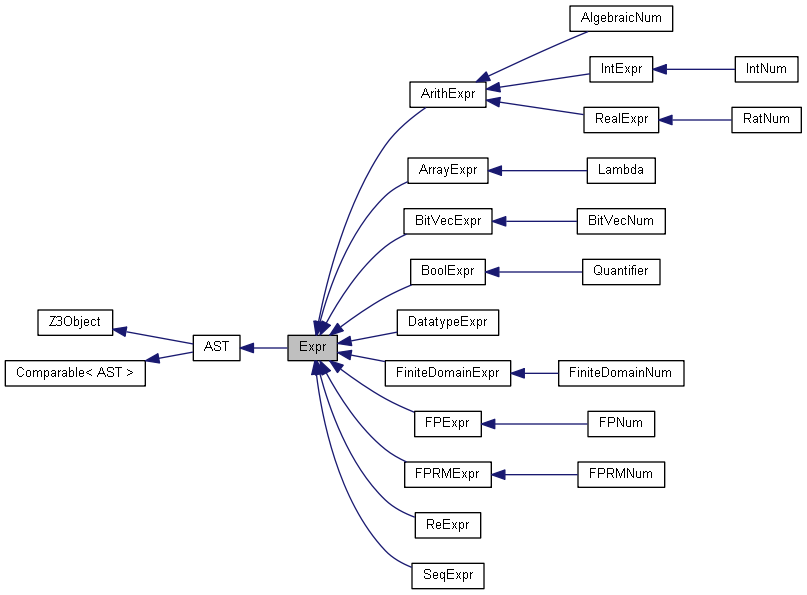 AlgebraicNum
IntExpr
IntNum
ArithExpr
RealExpr
RatNum
ArrayExpr
Lambda
BitVecExpr
BitVecNum
BoolExpr
Quantifier
Z3Object
DatatypeExpr
AST
Expr
Comparable< AST >
FiniteDomainExpr
FiniteDomainNum
FPExpr
FPNum
FPRMExpr
FPRMNum
ReExpr
SeqExpr